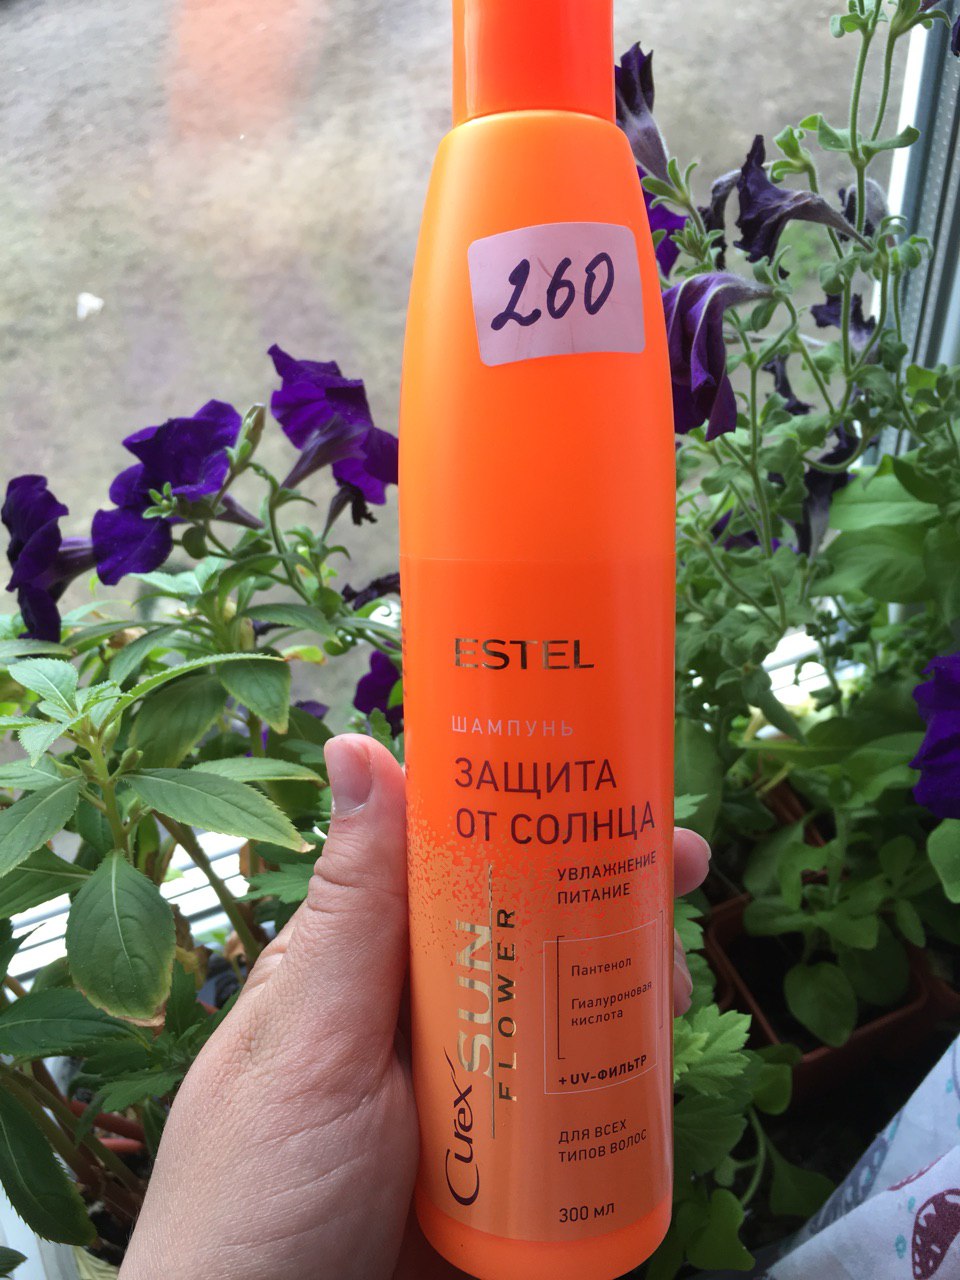 260
ESTEL
ШАМПУНЬ
ЗАЩИТА
ОТ СОЛНЦА
УВЛАЖНЕНИЕ
ПИТАНИЕ
Пантенол
Гиалуроновая
кислота
+UV-ФИЛЬТР
Curex
SUN
FLOWER
ДЛЯ ВСЕХ
ТИПОВ ВОЛОС
300 МЛ